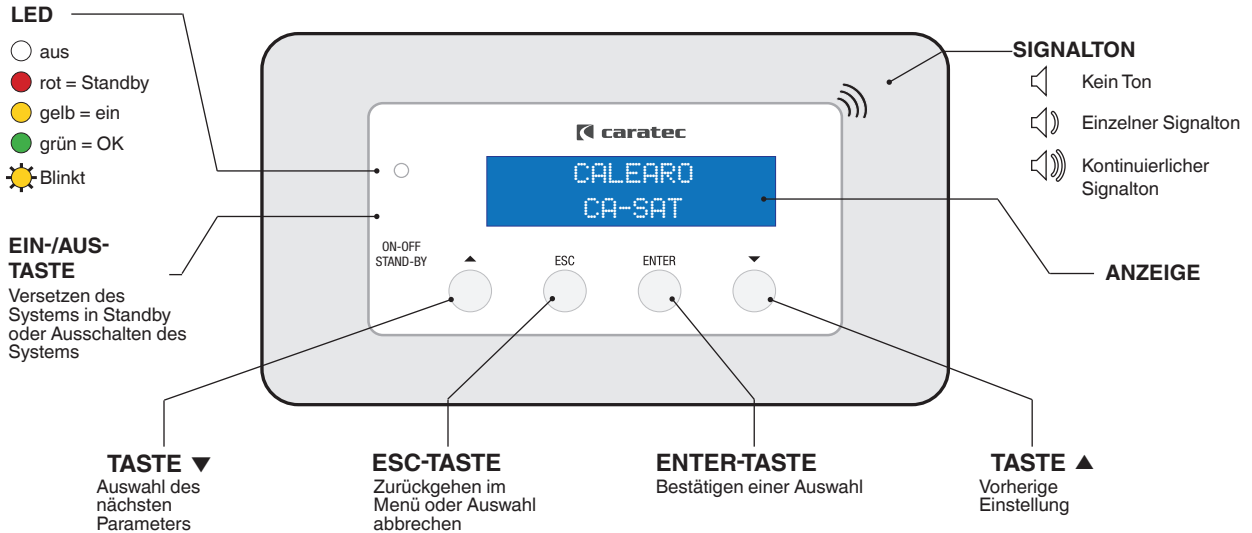 LED
aus
rot = Standby
gelb = ein
grün = OK
Blinkt
EIN-/AUS-
TASTE
Versetzen des
Systems in Standby
oder Ausschalten des
Systems
caratec
CALEARO
CA-SAT
ON-OFF
STAND-BY
▲
ESC
ENTER
▼
SIGNALTON
Kein Ton
Einzelner Signalton
Kontinuierlicher
Signalton
ANZEIGE
TASTE ▼
Auswahl des
nächsten
Parameters
ESC-TASTE
Zurückgehen im
Menü oder Auswahl
abbrechen
ENTER-TASTE
Bestätigen einer Auswahl
TASTE ▲
Vorherige
Einstellung